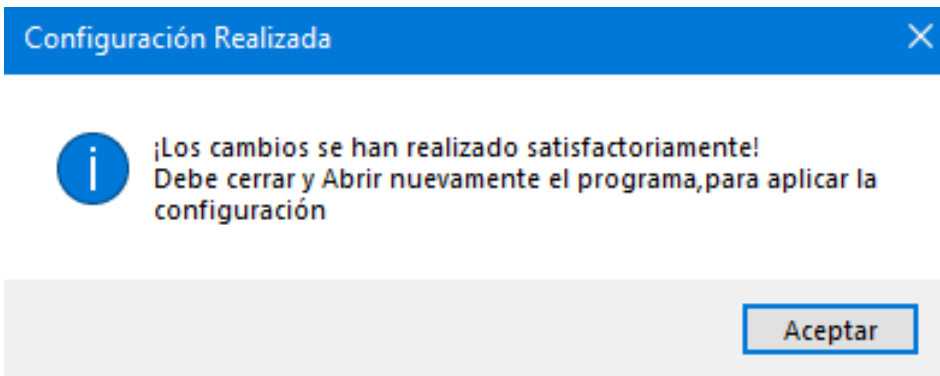 Configuración Realizada
¡Los cambios se han realizado satisfactoriamente!
Debe cerrar y Abrir nuevamente el programa,para aplicar la
configuración
Aceptar